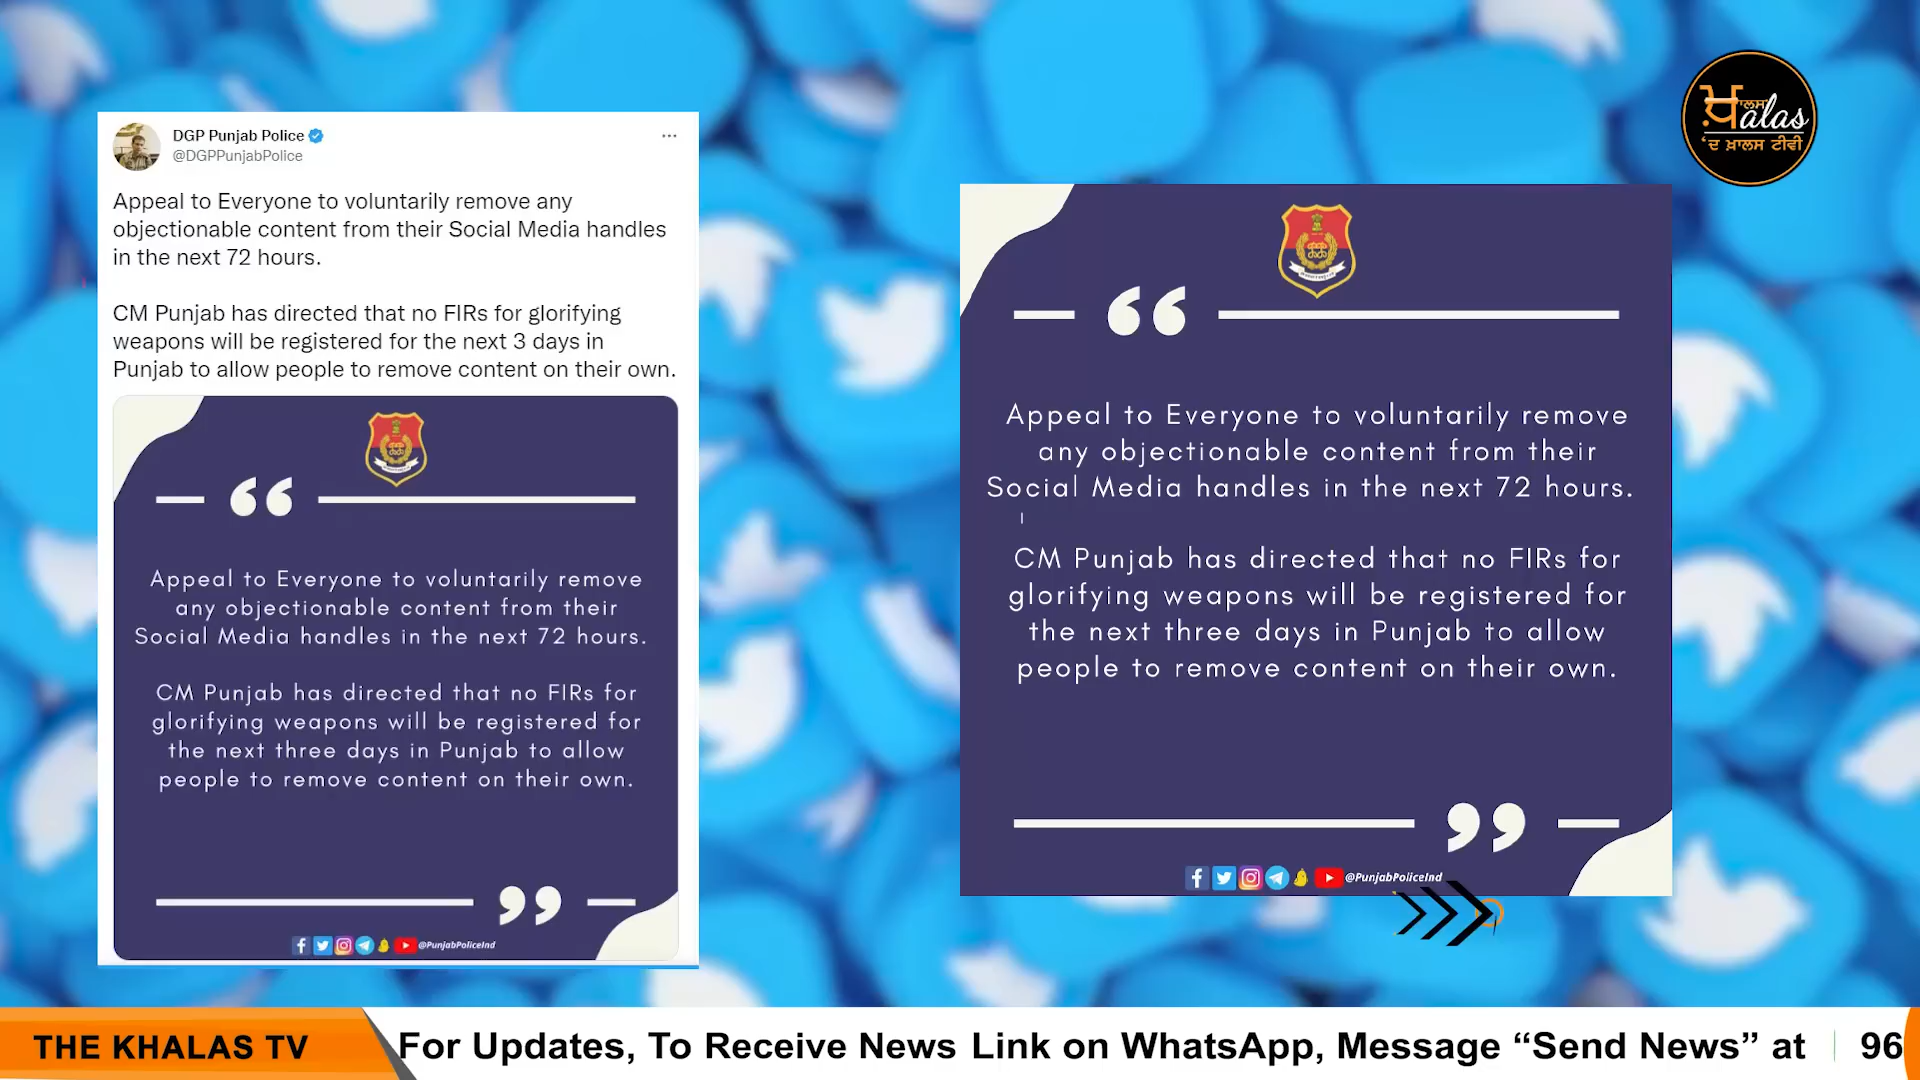 DGP Punjab Police
@DGPPunjabPolice
Appeal to Everyone to voluntarily remove any
objectionable content from their Social Media handles
in the next 72 hours.
CM Punjab has directed that no FIRs for glorifying
weapons will be registered for the next 3 days in
Punjab to allow people to remove content on their own.
Appeal to Everyone to voluntarily remove
any objectionable content from their
Social Media handles in the next 72 hours.
CM Punjab has directed that no FIRs for
glorifying weapons will be registered for
the next three days in Punjab to allow
people to remove content on their own.
@PunjabPoliceInd
Appeal to Everyone to voluntarily remove
any objectionable content from their
Social Media handles in the next 72 hours.
CM Punjab has directed that no FIRs for
glorifying weapons will be registered for
the next three days in Punjab to allow
people to remove content on their own.
@PunjabPoliceInd
ਖ਼ਾਲਸ
alas
'ਦ ਖ਼ਾਲਸ ਟੀਵੀ
THE KHALAS TV
For Updates, To Receive News Link on WhatsApp, Message “Send News” at 96